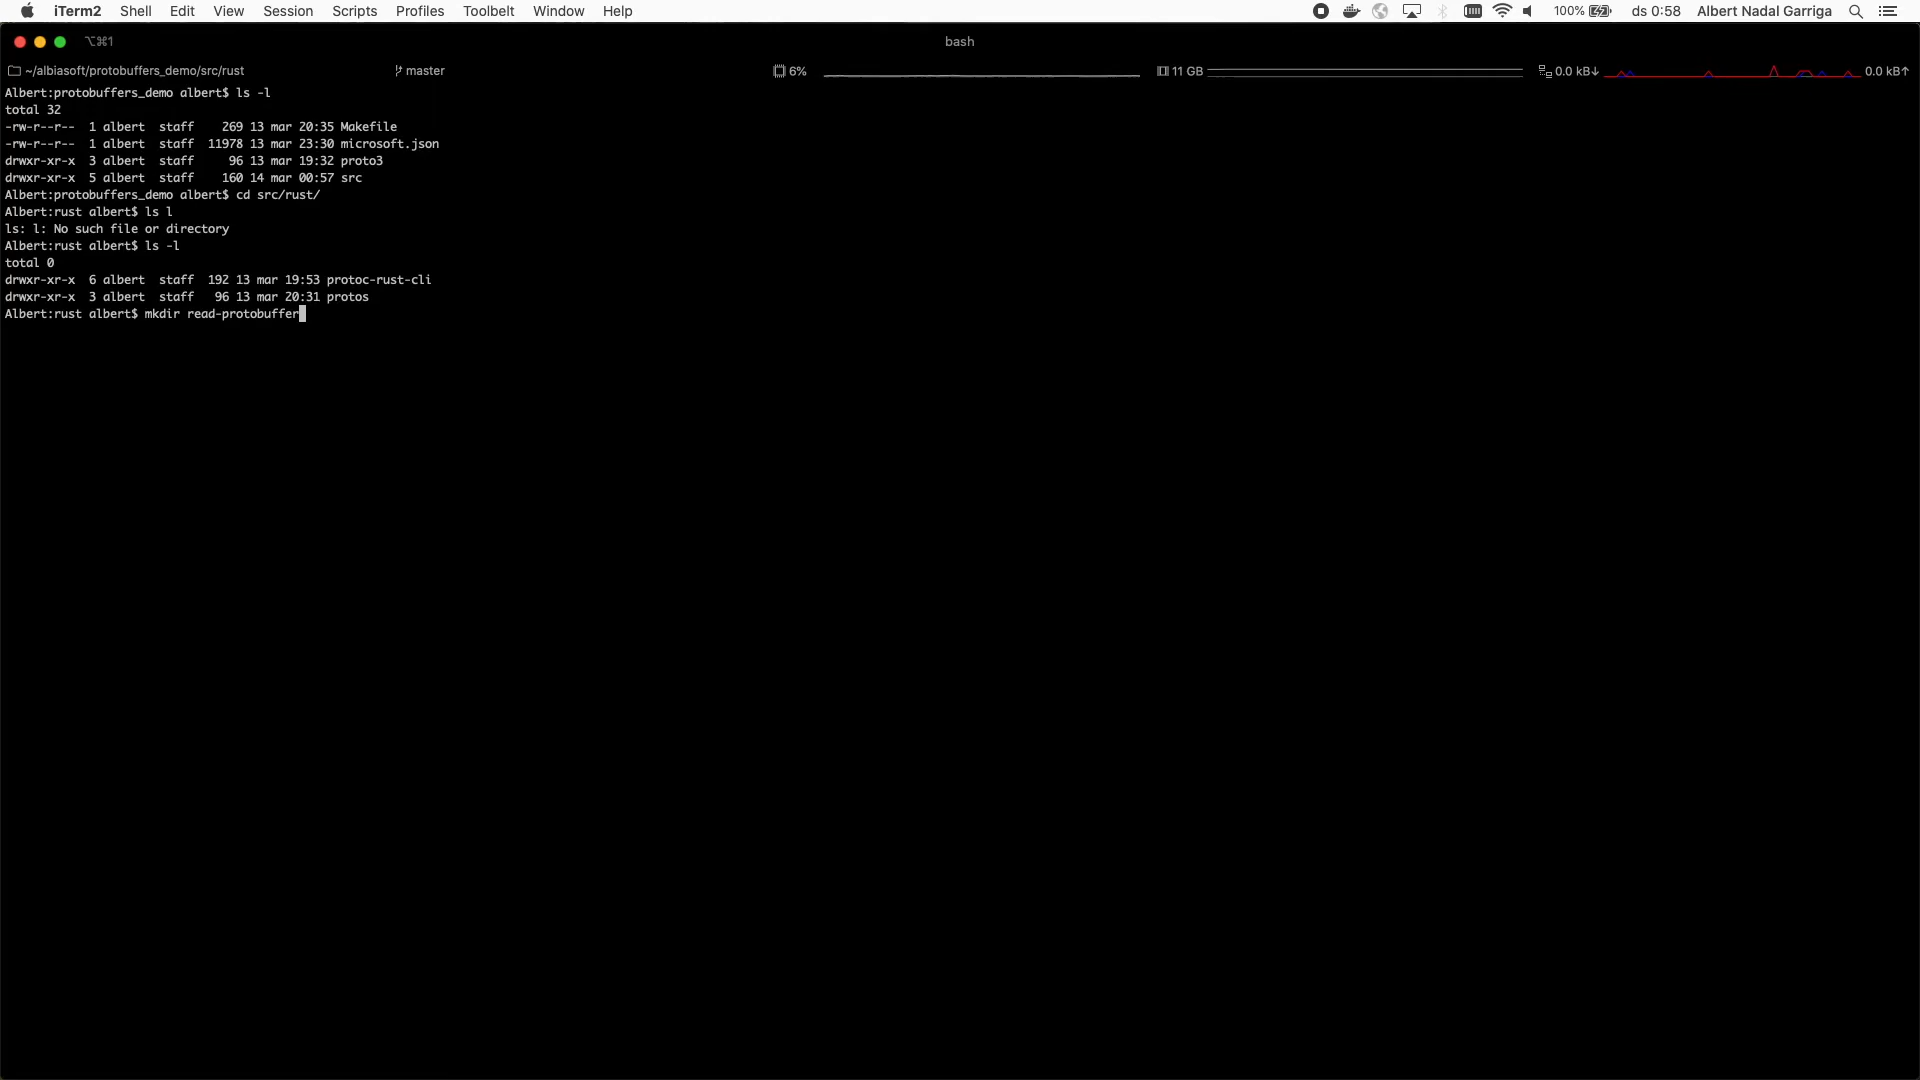 iTerm2 Shell Edit View Session Scripts Profiles Toolbelt Window Help 100% ds 0:58 Albert Nadal Garriga
⌥⌘1 bash
~/albiasoft/protobuffers_demo/src/rust master 6% 11 GB 0.0 kB↓ 0.0 kB↑
Albert:protobuffers_demo albert$ ls -l
total 32
-rw-r--r--  1 albert  staff    269 13 mar 20:35 Makefile
-rw-r--r--  1 albert  staff  11978 13 mar 23:30 microsoft.json
drwxr-xr-x  3 albert  staff     96 13 mar 19:32 proto3
drwxr-xr-x  5 albert  staff    160 14 mar 00:57 src
Albert:protobuffers_demo albert$ cd src/rust/
Albert:rust albert$ ls l
ls: l: No such file or directory
Albert:rust albert$ ls -l
total 0
drwxr-xr-x  6 albert  staff  192 13 mar 19:53 protoc-rust-cli
drwxr-xr-x  3 albert  staff   96 13 mar 20:31 protos
Albert:rust albert$ mkdir read-protobuffer